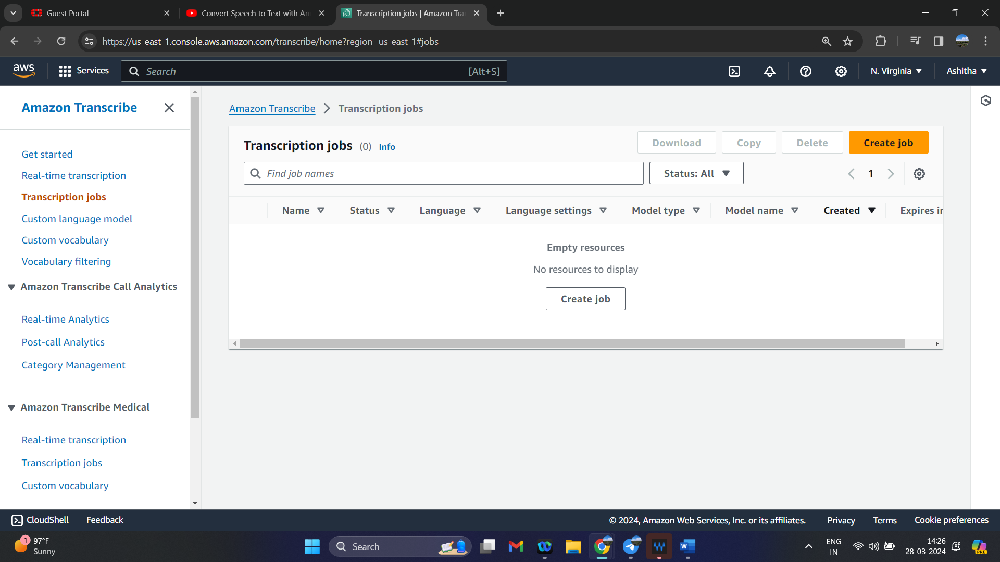 Guest Portal
Convert Speech to Text with Am
Transcription jobs | Amazon Tra
https://us-east-1.console.aws.amazon.com/transcribe/home?region=us-east-1#jobs
aws
Services
Search
[Alt+S]
N. Virginia
Ashitha
Amazon Transcribe
Get started
Real-time transcription
Transcription jobs
Custom language model
Custom vocabulary
Vocabulary filtering
Amazon Transcribe Call Analytics
Real-time Analytics
Post-call Analytics
Category Management
Amazon Transcribe Medical
Real-time transcription
Transcription jobs
Custom vocabulary
Amazon Transcribe > Transcription jobs
Transcription jobs (0) Info
Download
Copy
Delete
Create job
Find job names
Status: All
1
Name
Status
Language
Language settings
Model type
Model name
Created
Expires in
Empty resources
No resources to display
Create job
CloudShell
Feedback
© 2024, Amazon Web Services, Inc. or its affiliates.
Privacy
Terms
Cookie preferences
1
97°F
Sunny
Search
W
PRE
ENG
IN
14:26
28-03-2024